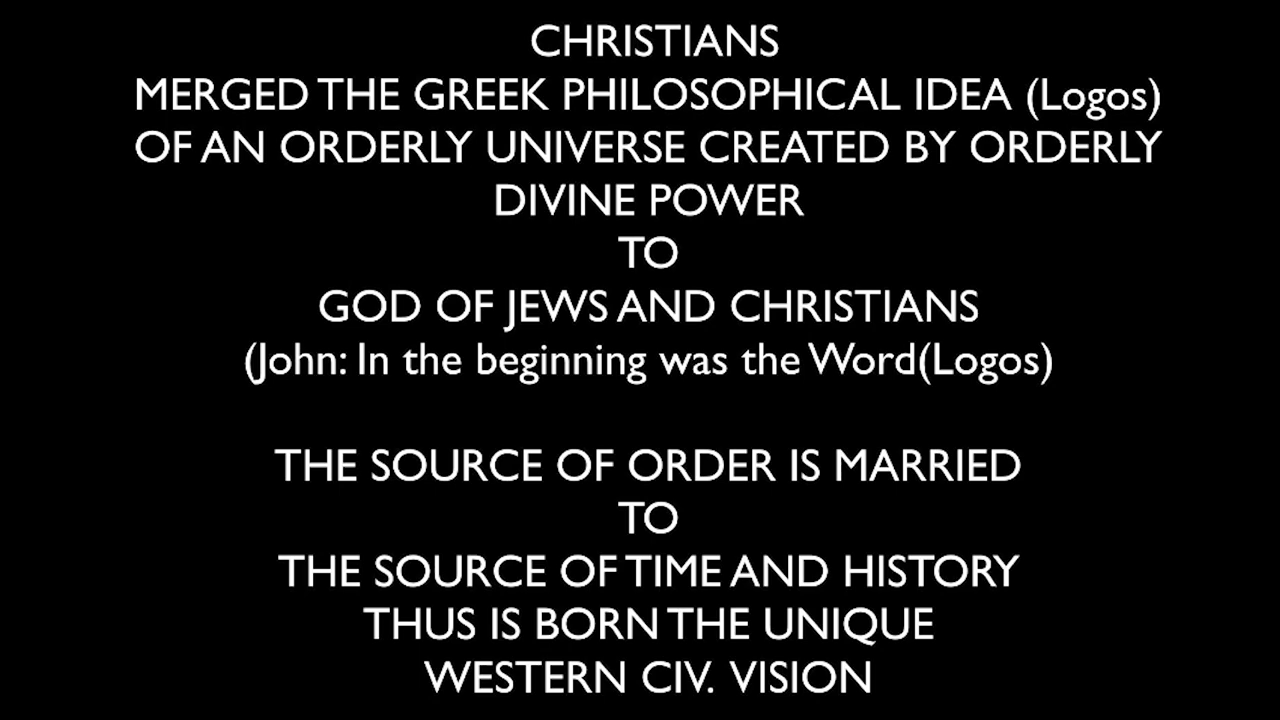 CHRISTIANS
MERGED THE GREEK PHILOSOPHICAL IDEA (Logos)
OF AN ORDERLY UNIVERSE CREATED BY ORDERLY
DIVINE POWER
TO
GOD OF JEWS AND CHRISTIANS
(John: In the beginning was the Word(Logos)
THE SOURCE OF ORDER IS MARRIED
TO
THE SOURCE OF TIME AND HISTORY
THUS IS BORN THE UNIQUE
WESTERN CIV. VISION